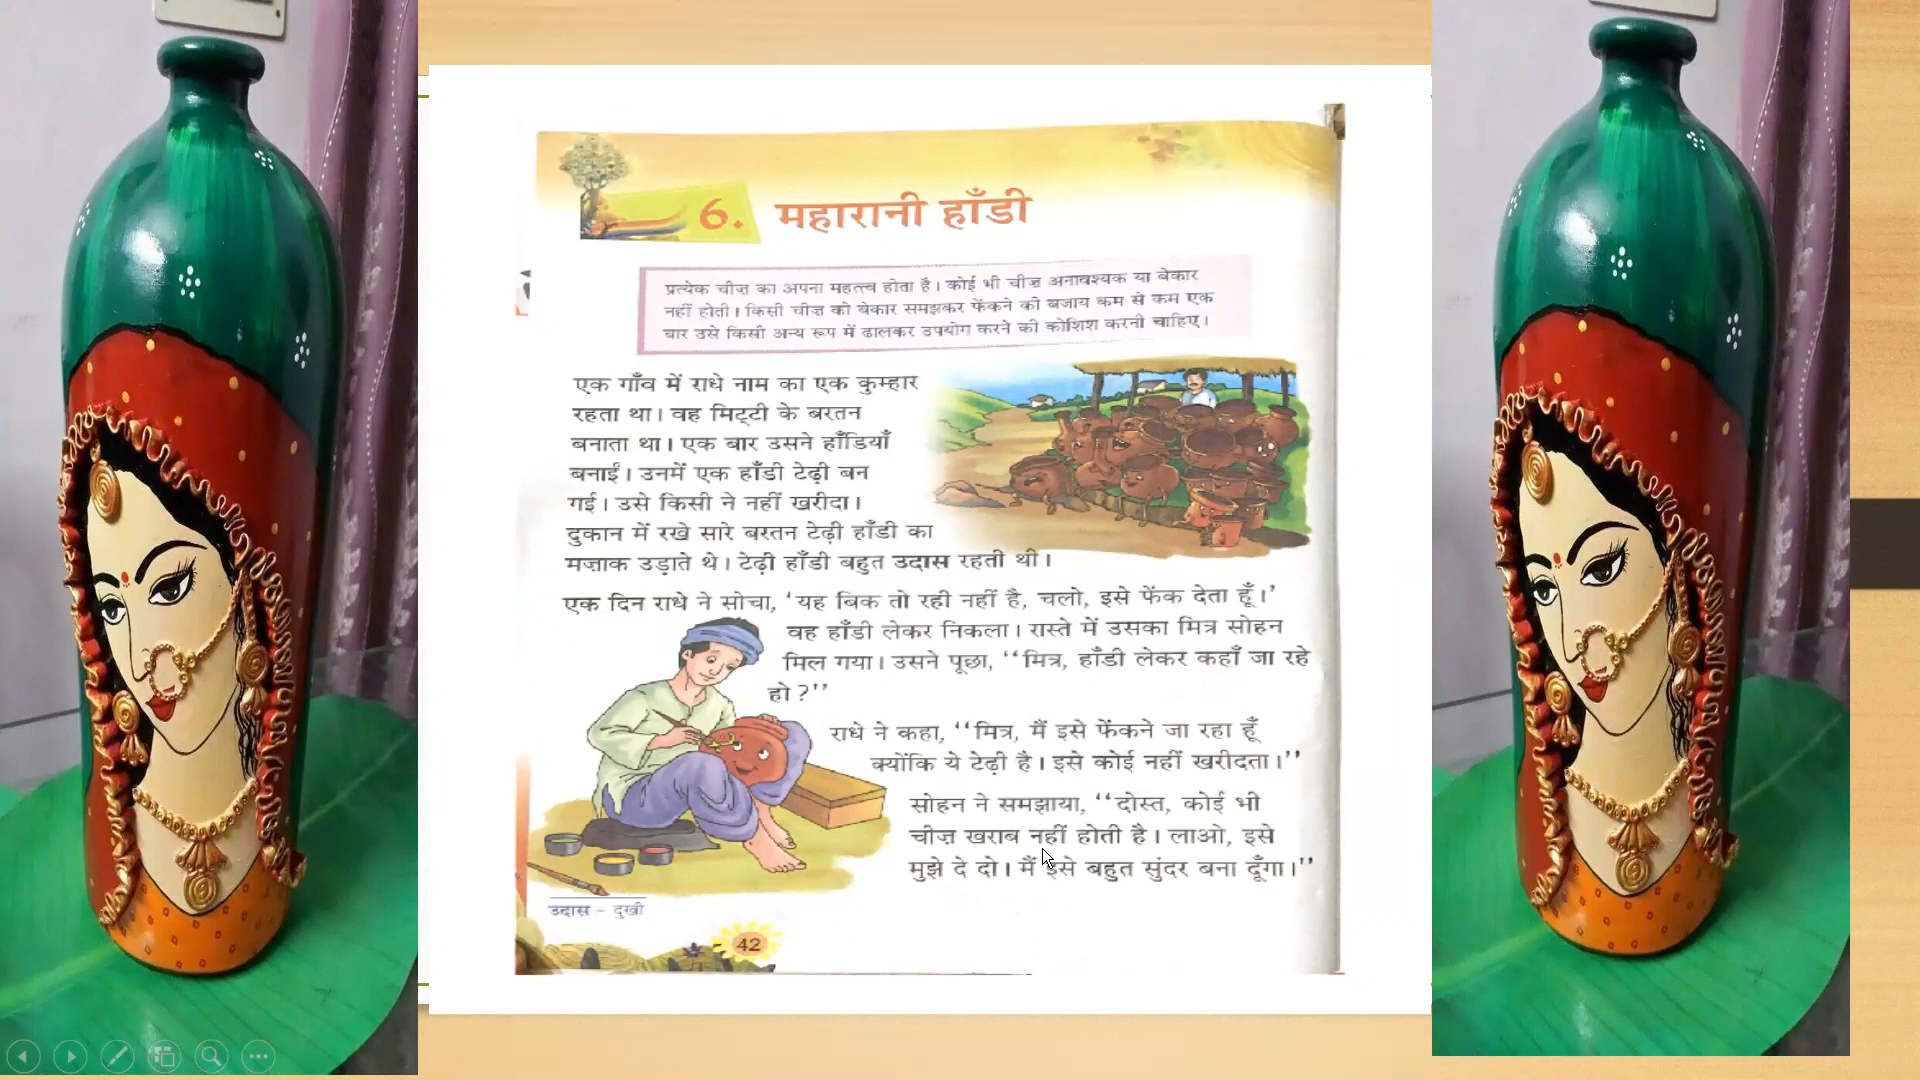 6. महारानी हाँडी
प्रत्येक चीज़ का अपना महत्त्व होता है। कोई भी चीज़ अनावश्यक या बेकार
नहीं होती। किसी चीज़ को बेकार समझकर फेंकने की बजाय कम से कम एक
बार उसे किसी अन्य रूप में ढालकर उपयोग करने की कोशिश करनी चाहिए।
एक गाँव में राधे नाम का एक कुम्हार
रहता था। वह मिट्‌टी के बरतन
बनाता था। एक बार उसने हाँडियाँ
बनाईं। उनमें एक हाँडी टेढ़ी बन
गई। उसे किसी ने नहीं खरीदा।
दुकान में रखे सारे बरतन टेढ़ी हाँडी का
मज़ाक उड़ाते थे। टेढ़ी हाँडी बहुत उदास रहती थी।
एक दिन राधे ने सोचा, ‘यह बिक तो रही नहीं है, चलो, इसे फेंक देता हूँ।’
वह हाँडी लेकर निकला। रास्ते में उसका मित्र सोहन
मिल गया। उसने पूछा, ‘‘मित्र, हाँडी लेकर कहाँ जा रहे
हो ?’’
राधे ने कहा, ‘‘मित्र, मैं इसे फेंकने जा रहा हूँ
क्योंकि ये टेढ़ी है। इसे कोई नहीं खरीदता।’’
सोहन ने समझाया, ‘‘दोस्त, कोई भी
चीज़ खराब नहीं होती है। लाओ, इसे
मुझे दे दो। मैं इसे बहुत सुंदर बना दूँगा।’’
उदास – दुखी
42